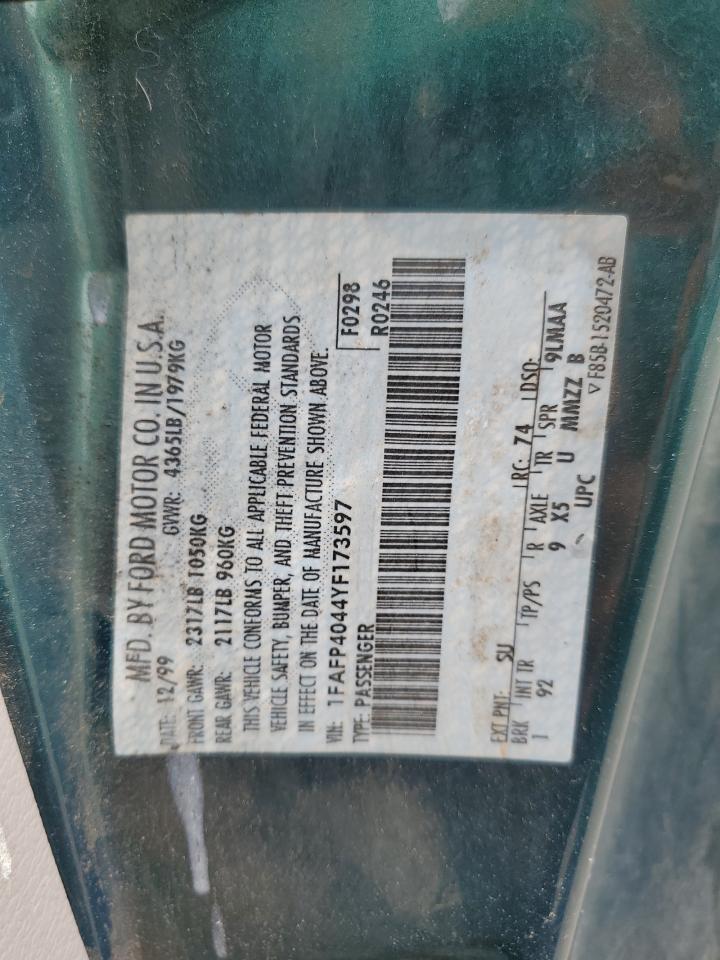 MFD. BY FORD MOTOR CO. IN U.S.A.
DATE: 12/99 GVWR: 4365LB/1979KG
FRONT GAWR: 2317LB 1050KG
REAR GAWR: 2117LB 960KG
THIS VEHICLE CONFORMS TO ALL APPLICABLE FEDERAL MOTOR
VEHICLE SAFETY, BUMPER, AND THEFT PREVENTION STANDARDS
IN EFFECT ON THE DATE OF MANUFACTURE SHOWN ABOVE.
VIN: 1FAFP4044YF173597 F0298
TYPE: PASSENGER R0246
EXT PNT: SU RC: 74 DSO:
BRK INT TR TP/PS R AXLE TR SPR
1 92 9 X5 U 9LMAA
UPC MMZZ B
▽ F85B-1520472-AB